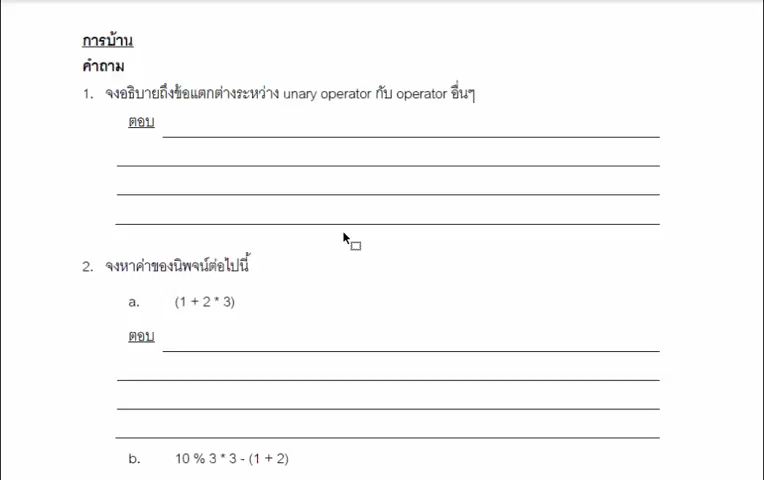 การบ้าน
คำถาม
1. จงอธิบายถึงข้อแตกต่างระหว่าง unary operator กับ operator อื่นๆ
ตอบ
2. จงหาค่าของนิพจน์ต่อไปนี้
a. (1 + 2 * 3)
ตอบ
b. 10 % 3 * 3 - (1 + 2)